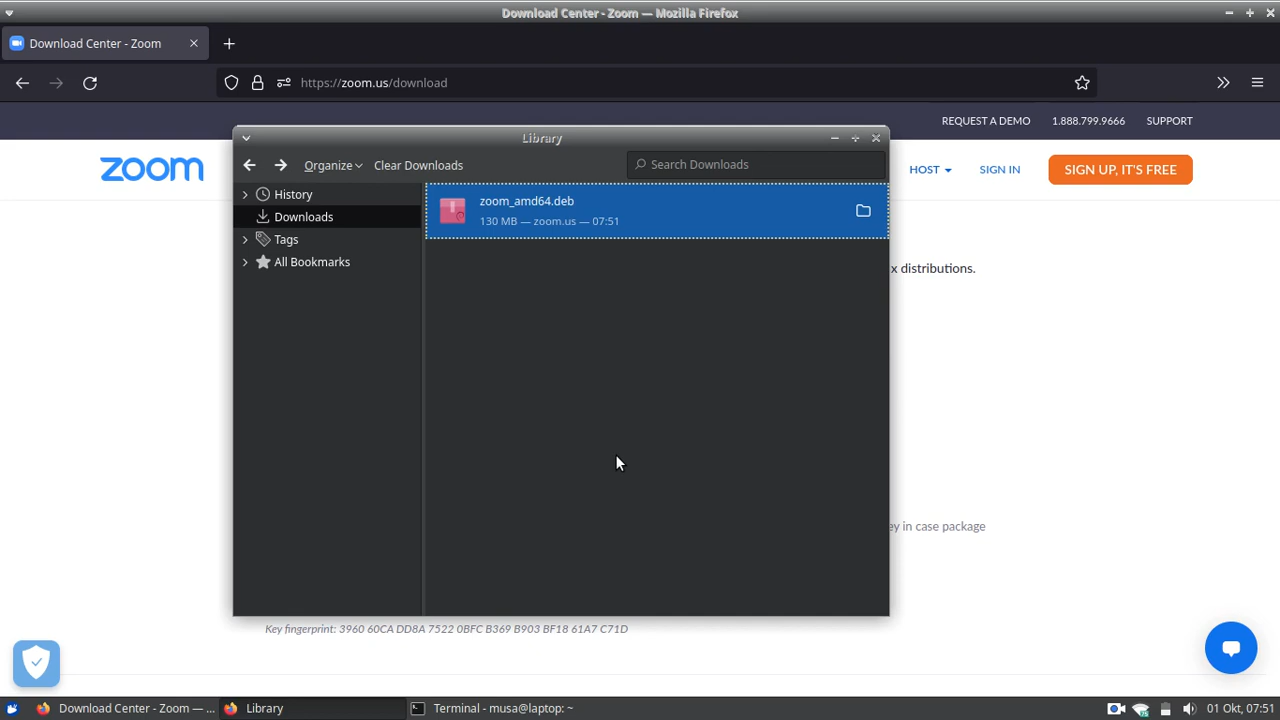 Download Center - Zoom — Mozilla Firefox
Download Center - Zoom
https://zoom.us/download
REQUEST A DEMO 1.888.799.9666 SUPPORT
zoom
HOST SIGN IN SIGN UP, IT'S FREE
Library
Organize Clear Downloads Search Downloads
History
Downloads
Tags
All Bookmarks
zoom_amd64.deb
130 MB — zoom.us — 07:51
x distributions.
ey in case package
Key fingerprint: 3960 60CA DD8A 7522 0BFC B369 B903 BF18 61A7 C71D
Download Center - Zoom — ... Library Terminal - musa@laptop: ~ 75 01 Okt, 07:51